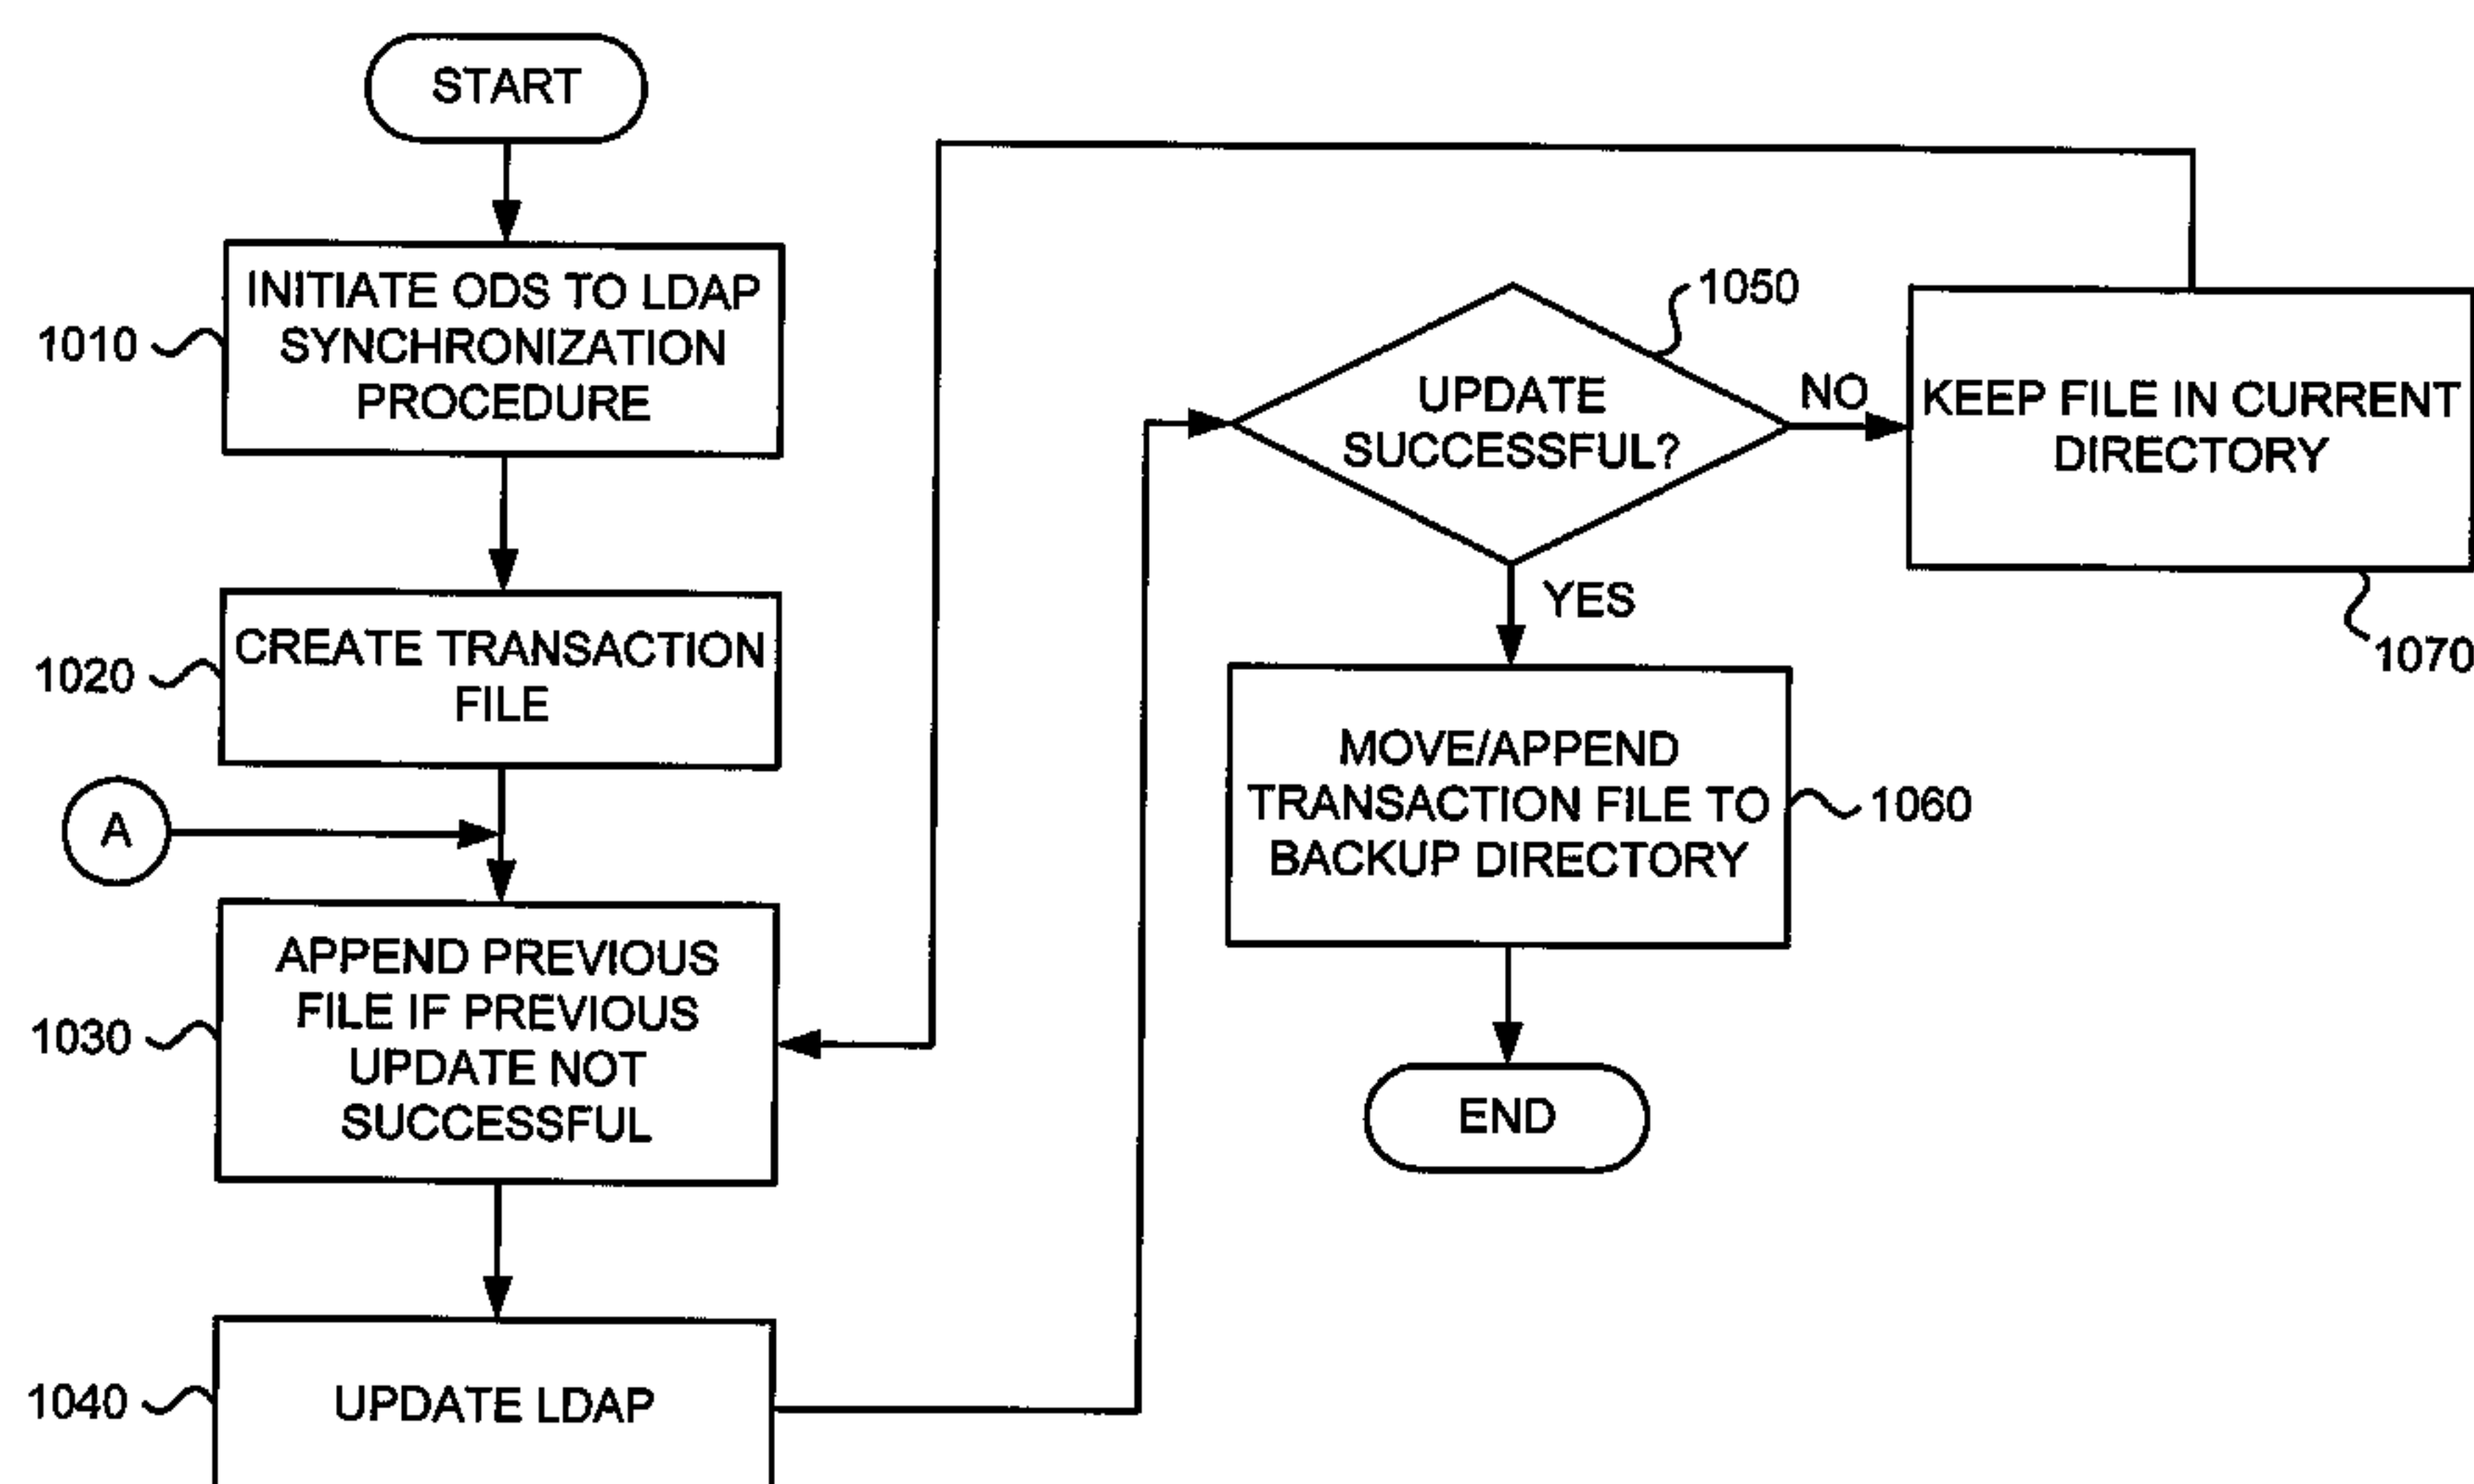 START
1010
INITIATE ODS TO LDAP
SYNCHRONIZATION
PROCEDURE
1020
CREATE TRANSACTION
FILE
A
1030
APPEND PREVIOUS
FILE IF PREVIOUS
UPDATE NOT
SUCCESSFUL
1040
UPDATE LDAP
1050
UPDATE
SUCCESSFUL?
NO
YES
KEEP FILE IN CURRENT
DIRECTORY
1070
MOVE/APPEND
TRANSACTION FILE TO
BACKUP DIRECTORY
1060
END